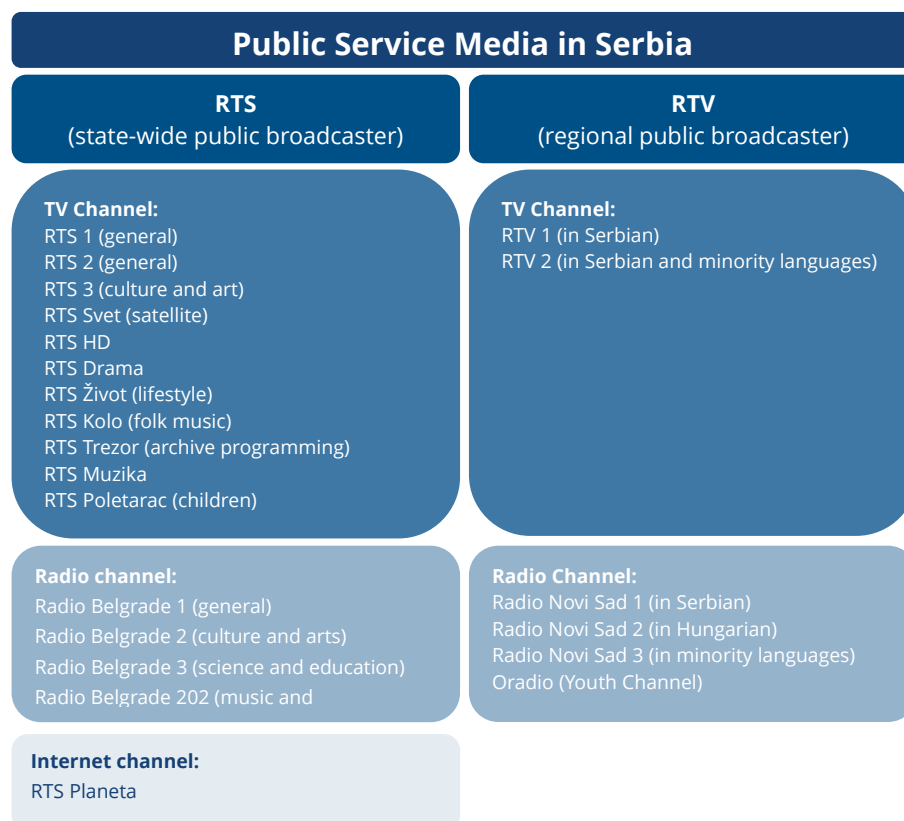 Public Service Media in Serbia
RTS
(state-wide public broadcaster)
RTV
(regional public broadcaster)
TV Channel:
RTS 1 (general)
RTS 2 (general)
RTS 3 (culture and art)
RTS Svet (satellite)
RTS HD
RTS Drama
RTS Život (lifestyle)
RTS Kolo (folk music)
RTS Trezor (archive programming)
RTS Muzika
RTS Poletarac (children)
TV Channel:
RTV 1 (in Serbian)
RTV 2 (in Serbian and minority languages)
Radio channel:
Radio Belgrade 1 (general)
Radio Belgrade 2 (culture and arts)
Radio Belgrade 3 (science and education)
Radio Belgrade 202 (music and
Radio Channel:
Radio Novi Sad 1 (in Serbian)
Radio Novi Sad 2 (in Hungarian)
Radio Novi Sad 3 (in minority languages)
Oradio (Youth Channel)
Internet channel:
RTS Planeta